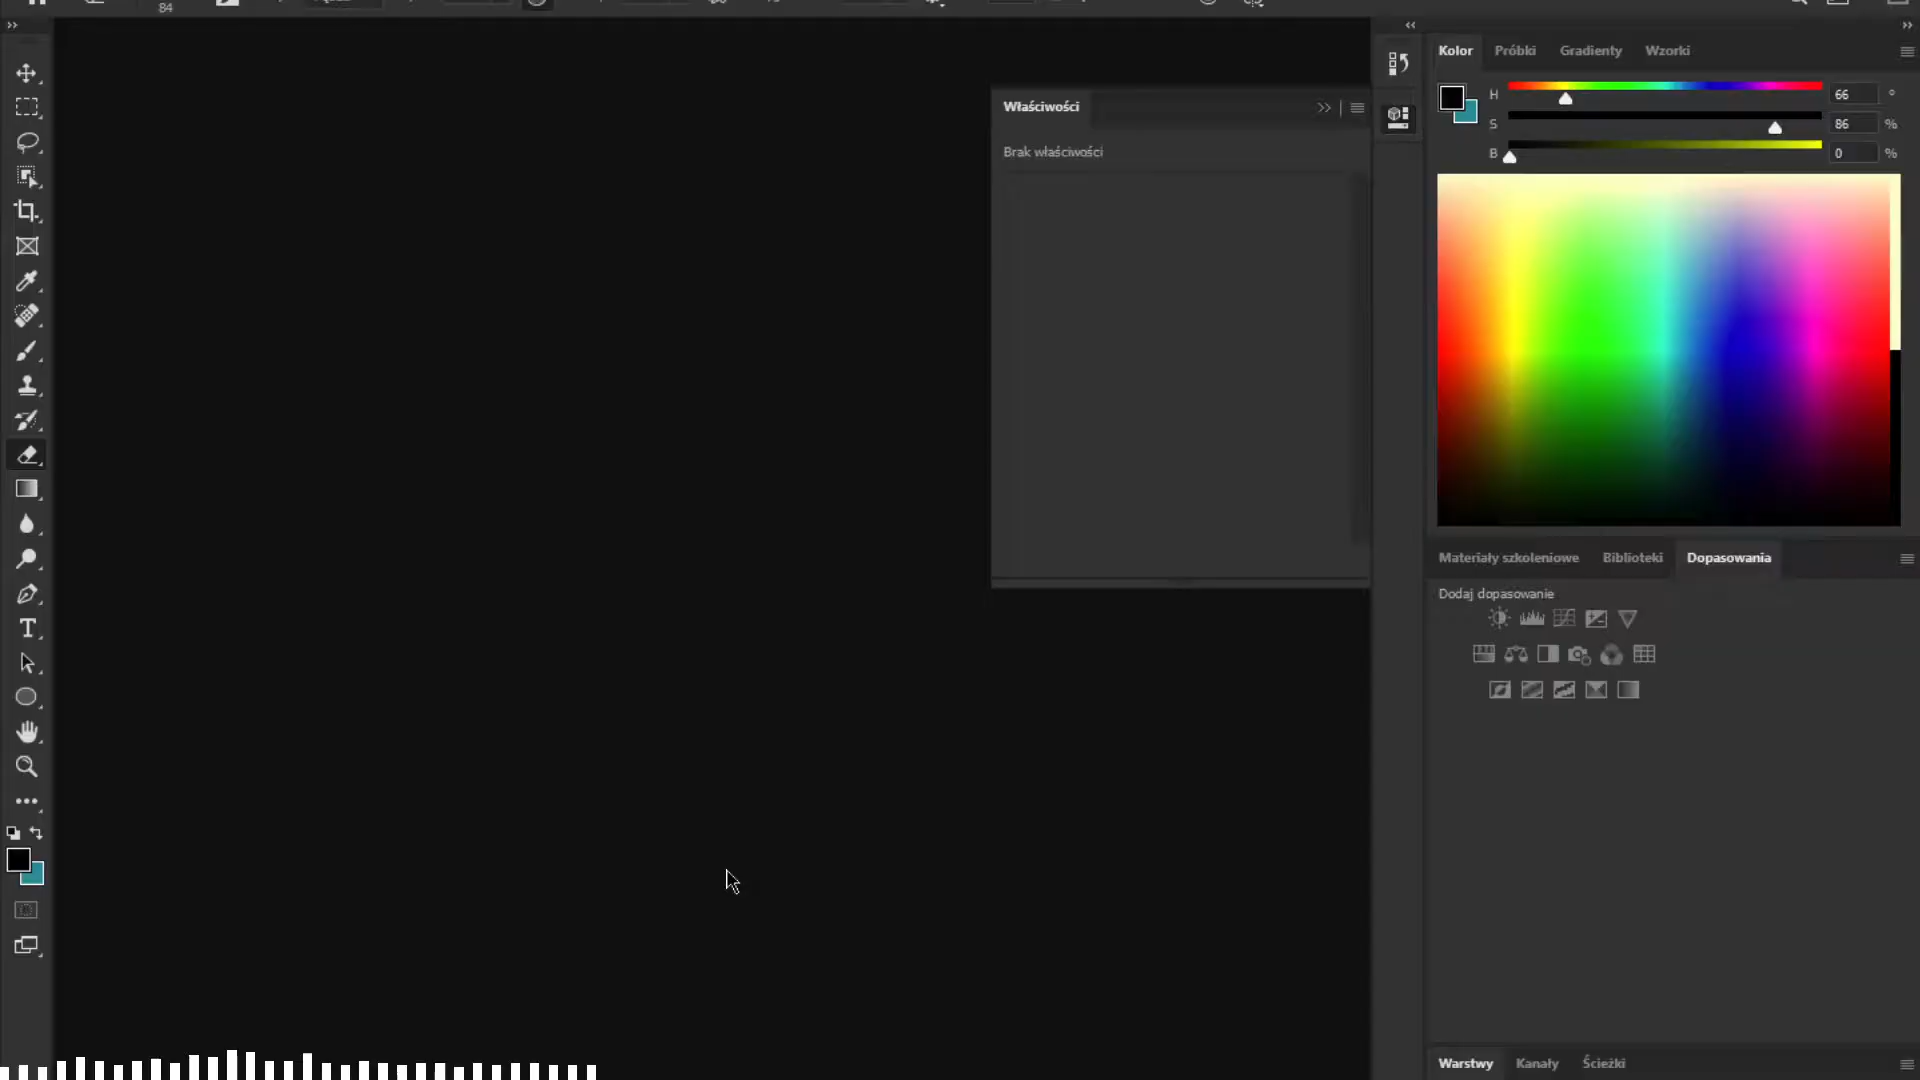 84
Kolor Próbki Gradienty Wzorki
H 66 °
S 86 %
B 0 %
Właściwości
Brak właściwości
Materiały szkoleniowe Biblioteki Dopasowania
Dodaj dopasowanie
Warstwy Kanały Ścieżki